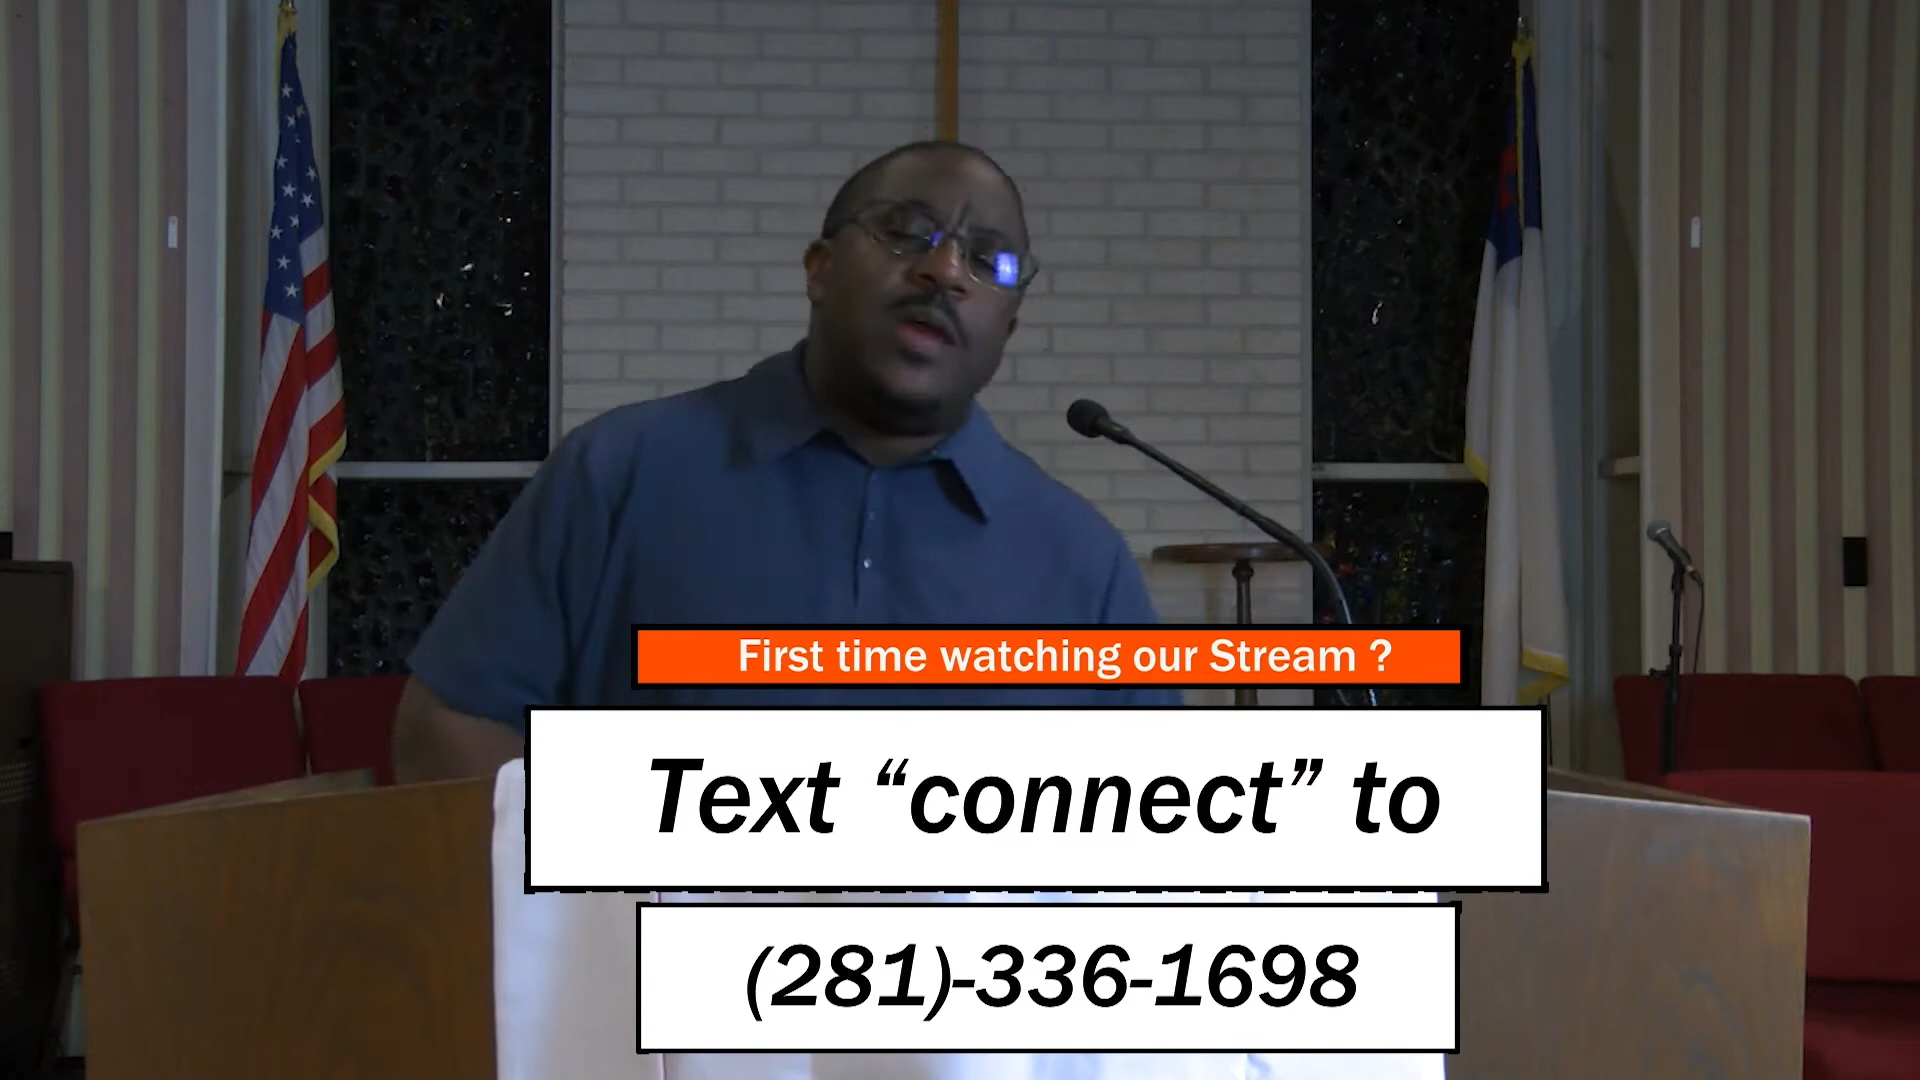 First time watching our Stream ?
Text “connect” to
(281)-336-1698